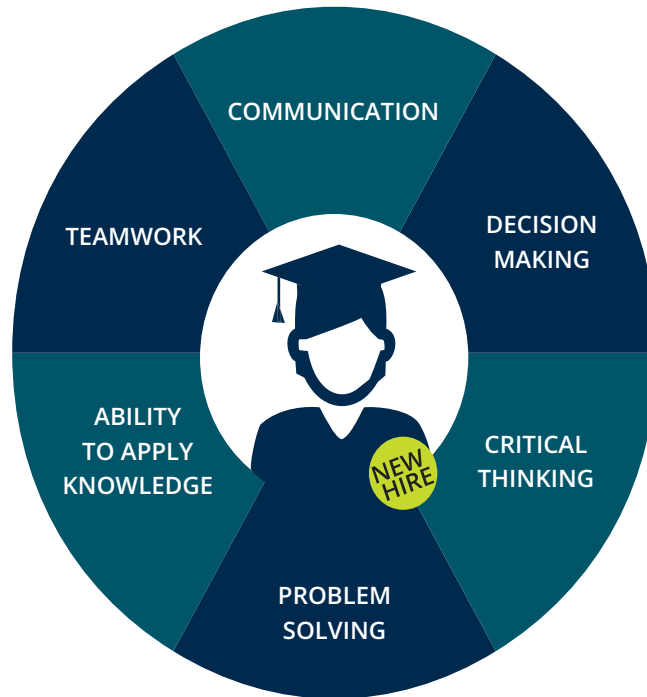 COMMUNICATION
DECISION
MAKING
TEAMWORK
ABILITY
TO APPLY
KNOWLEDGE
CRITICAL
THINKING
NEW
HIRE
PROBLEM
SOLVING